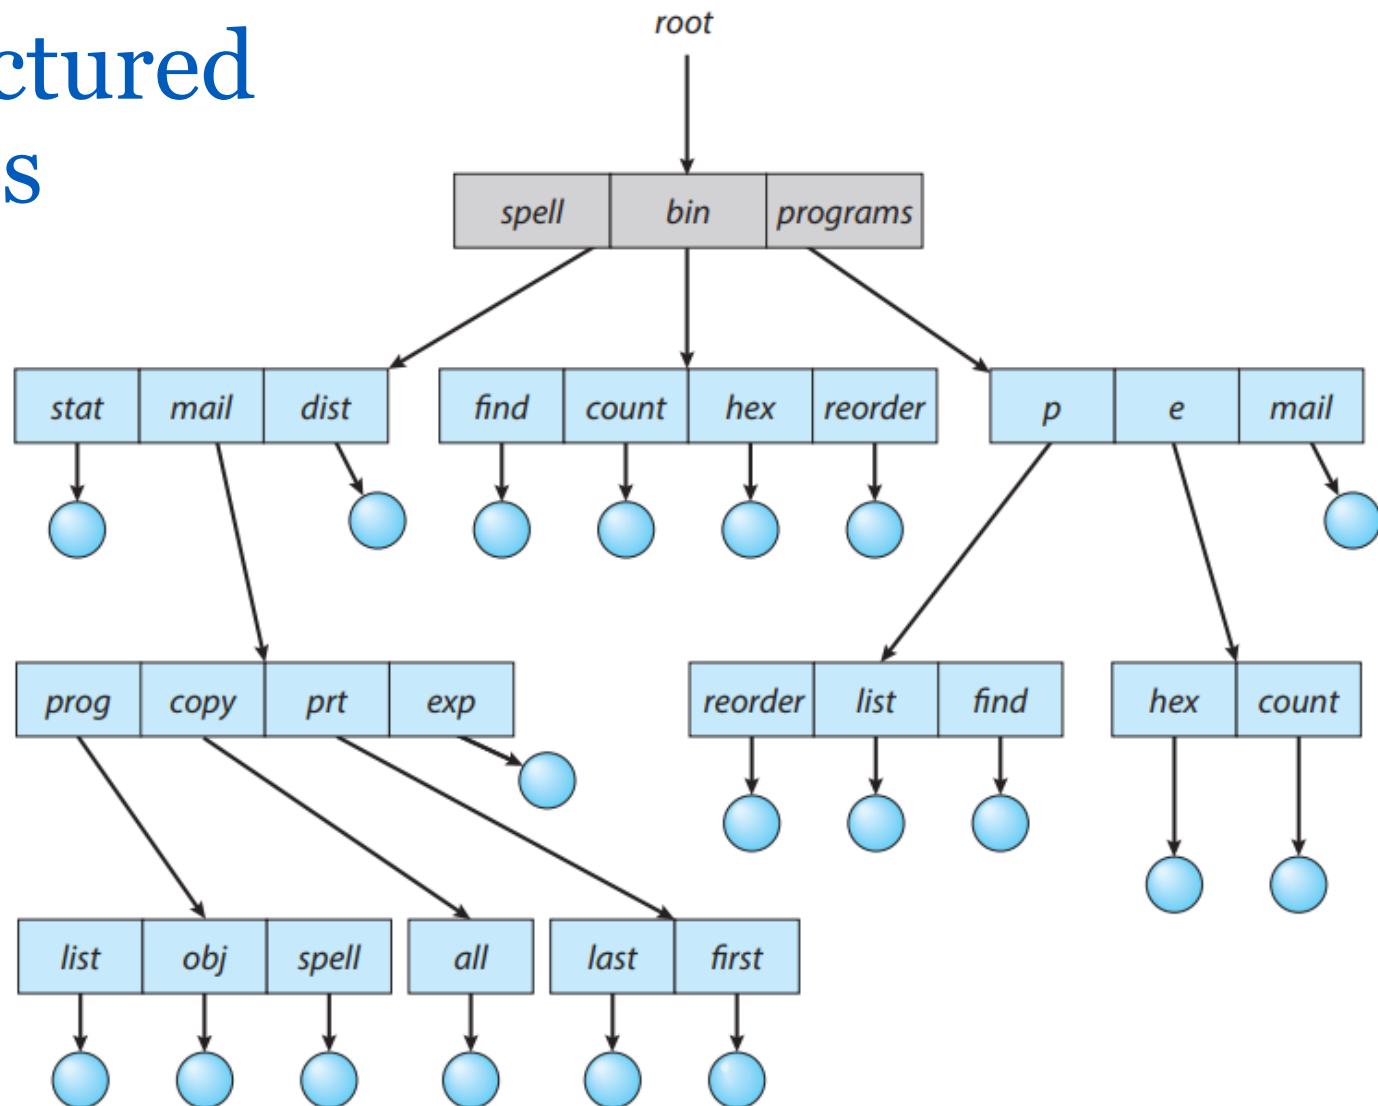 ctured
s
root
spell bin programs
stat mail dist find count hex reorder p e mail
prog copy prt exp reorder list find hex count
list obj spell all last first